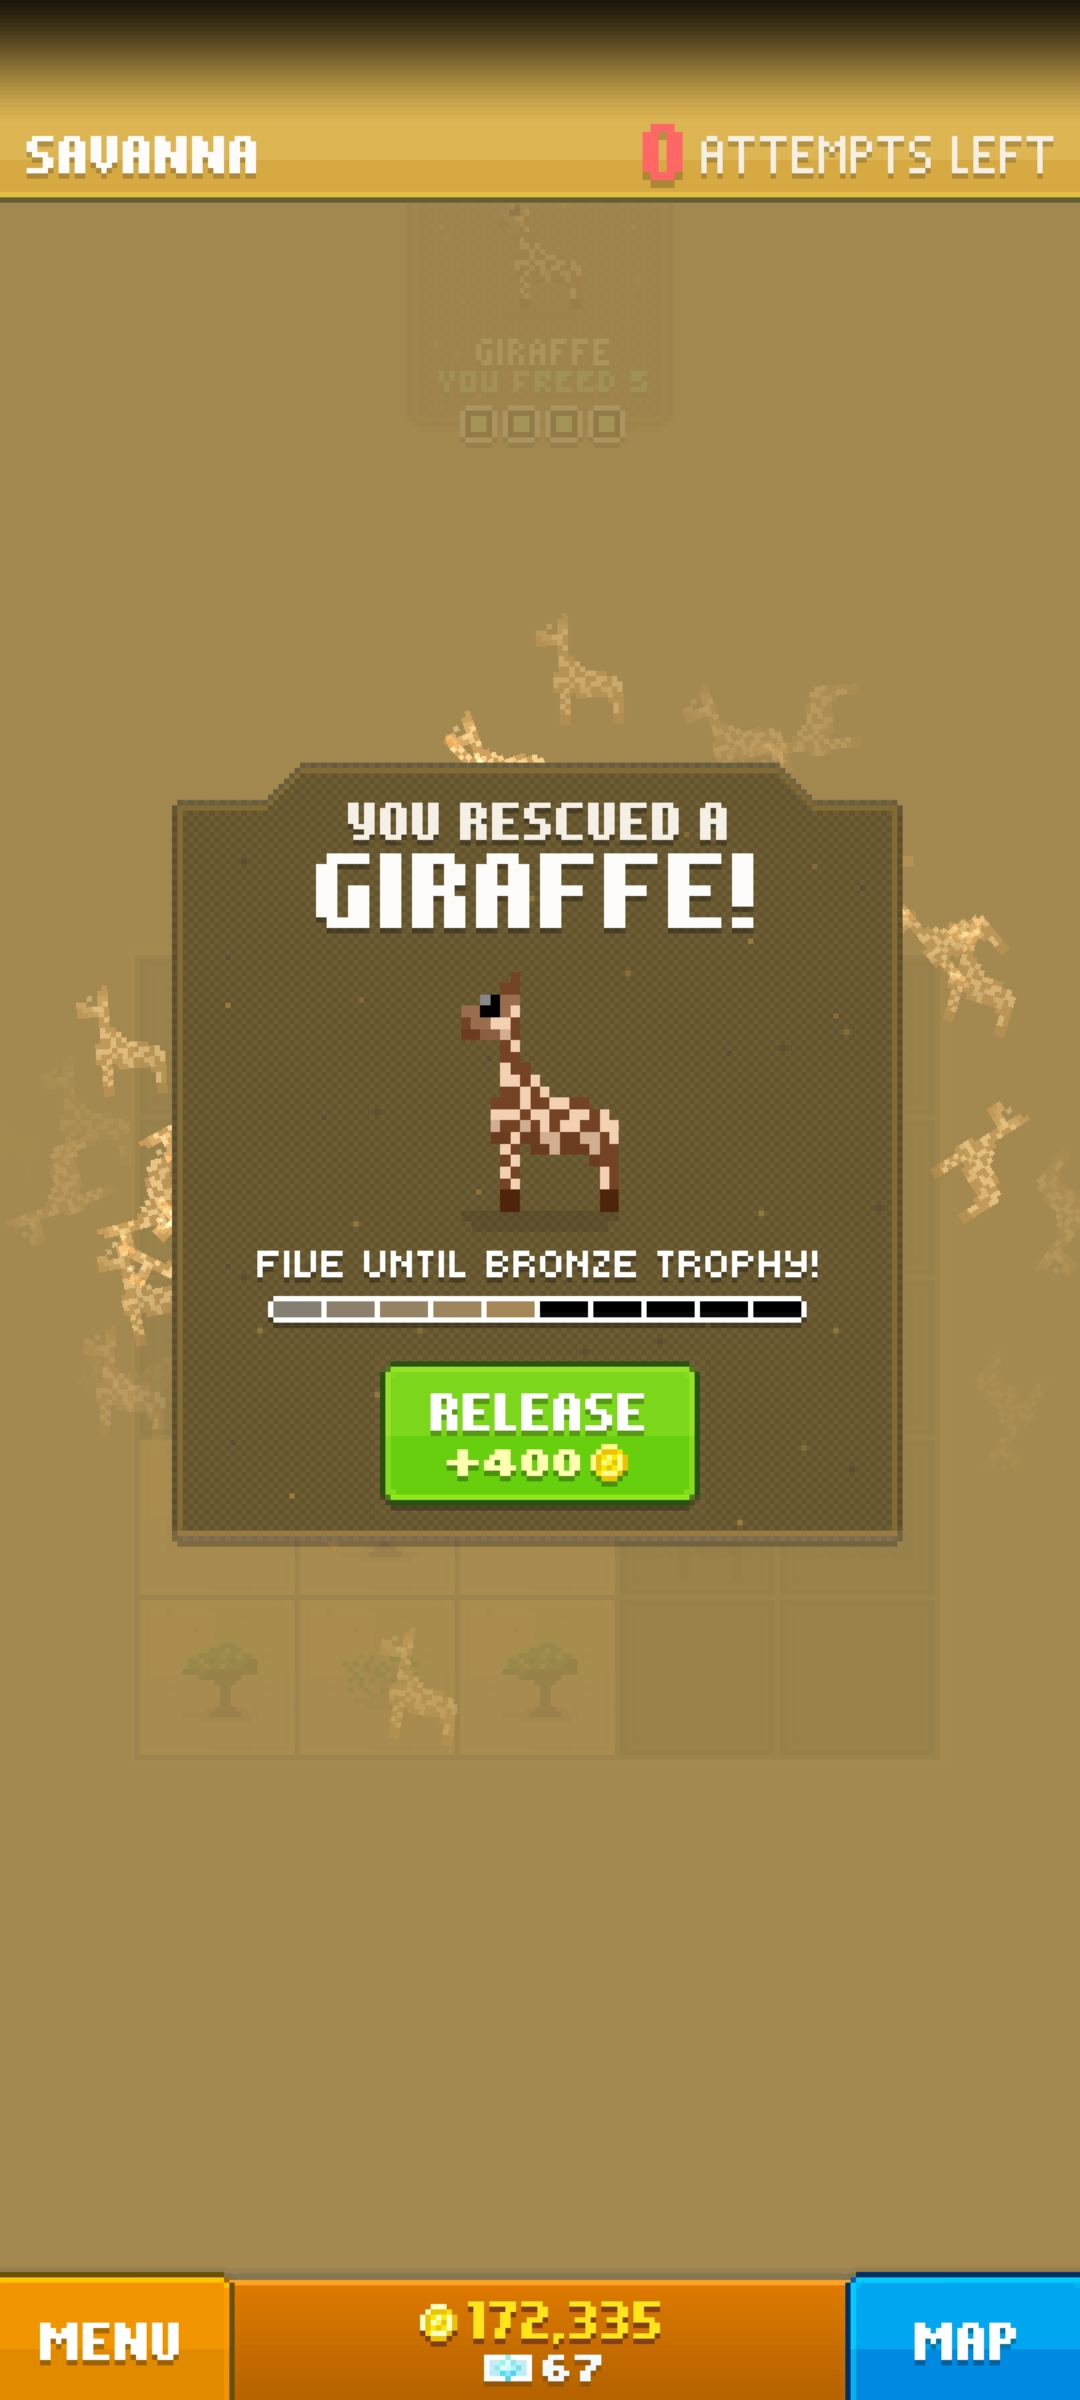 SAVANNA
0 ATTEMPTS LEFT
GIRAFFE
YOU FREED 5
YOU RESCUED A
GIRAFFE!
FIVE UNTIL BRONZE TROPHY!
RELEASE
+400
MENU
172,335
67
MAP